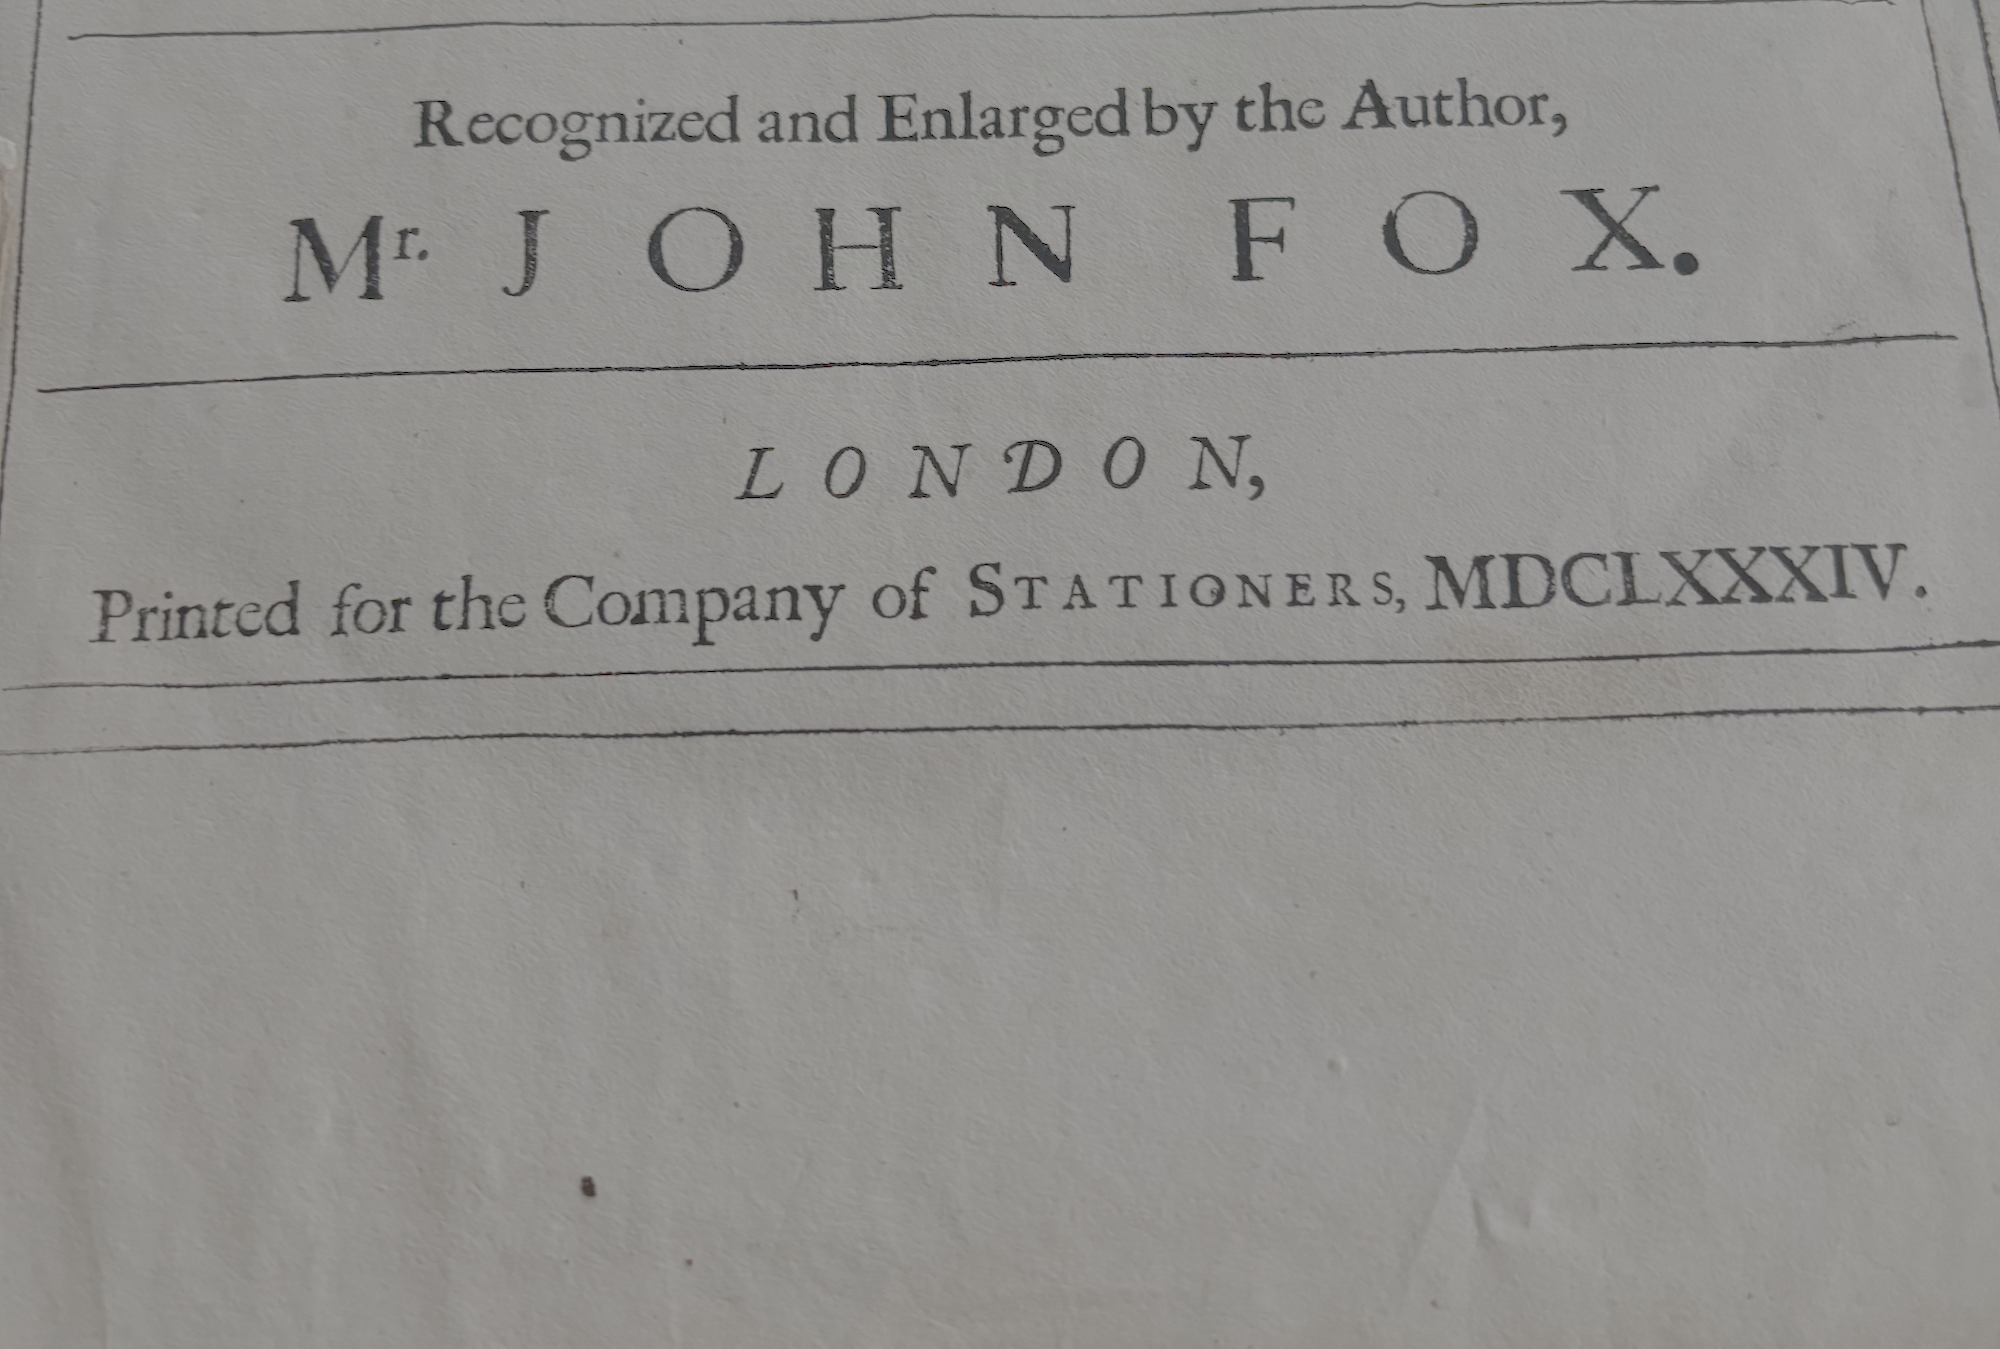 Recognized and Enlarged by the Author,
Mr. JOHN FOX.
LONDON,
Printed for the Company of STATIONERS, MDCLXXXIV.